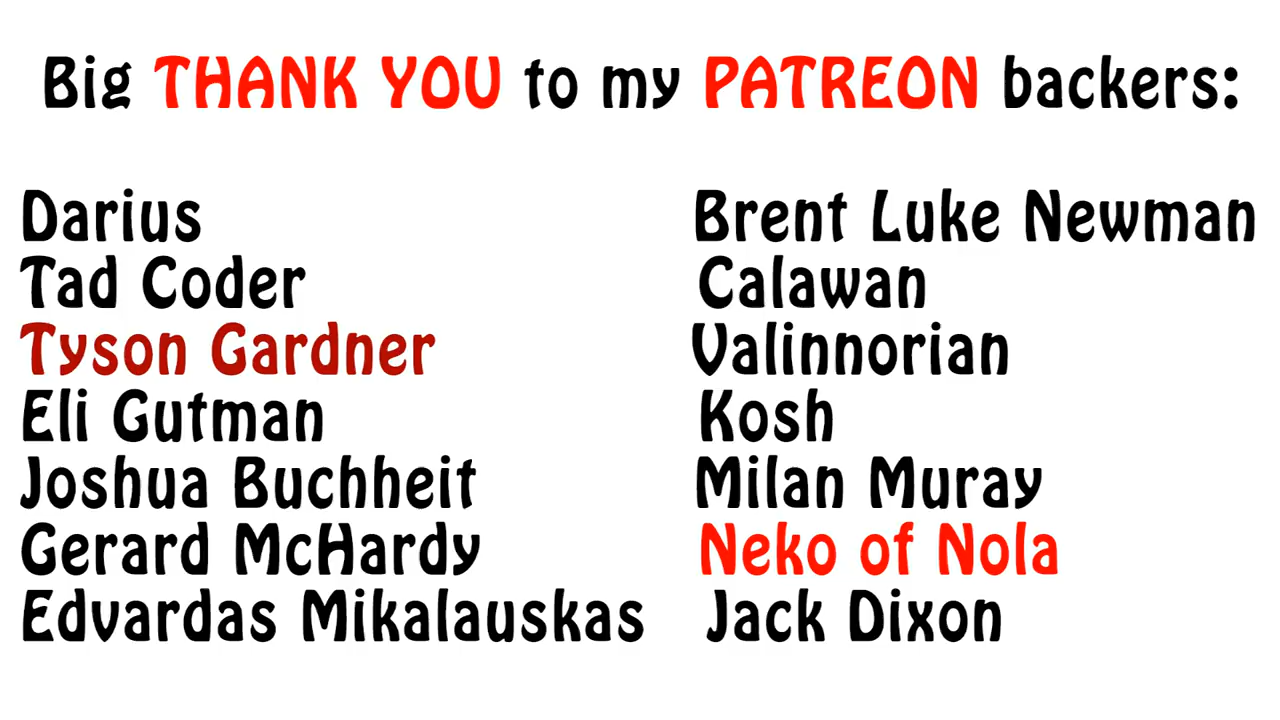 Big THANK YOU to my PATREON backers:
Darius
Tad Coder
Tyson Gardner
Eli Gutman
Joshua Buchheit
Gerard McHardy
Edvardas Mikalauskas
Brent Luke Newman
Calawan
Valinnorian
Kosh
Milan Muray
Neko of Nola
Jack Dixon